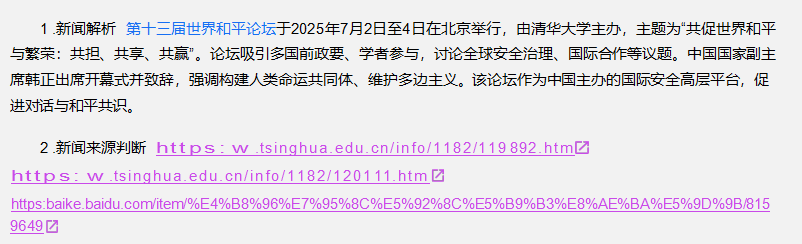 1 .新闻解析 第十三届世界和平论坛于2025年7月2日至4日在北京举行，由清华大学主办，主题为“共促世界和平
与繁荣：共担、共享、共赢”。论坛吸引多国前政要、学者参与，讨论全球安全治理、国际合作等议题。中国国家副主
席韩正出席开幕式并致辞，强调构建人类命运共同体、维护多边主义。该论坛作为中国主办的国际安全高层平台，促
进对话与和平共识。
2 .新闻来源判断 https: w .tsinghua.edu.cn/info/1182/119892.htm
https: w .tsinghua.edu.cn/info/1182/120111.htm
https:baike.baidu.com/item/%E4%B8%96%E7%95%8C%E5%92%8C%E5%B9%B3%E8%AE%BA%E5%9D%9B/815
9649